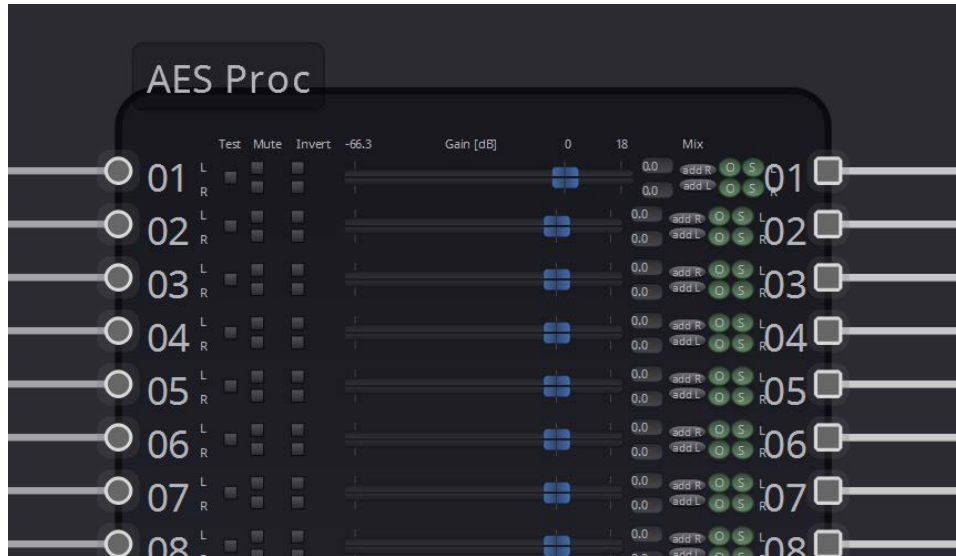 AES Proc
Test Mute Invert -66.3 Gain [dB] 0 18 Mix
01 L 0.0 add R O S L 01
R 0.0 add L O S R
02 L 0.0 add R O S L 02
R 0.0 add L O S R
03 L 0.0 add R O S L 03
R 0.0 add L O S R
04 L 0.0 add R O S L 04
R 0.0 add L O S R
05 L 0.0 add R O S L 05
R 0.0 add L O S R
06 L 0.0 add R O S L 06
R 0.0 add L O S R
07 L 0.0 add R O S L 07
R 0.0 add L O S R
08 L 0.0 add R O S L 08
R 0.0 add L O S R